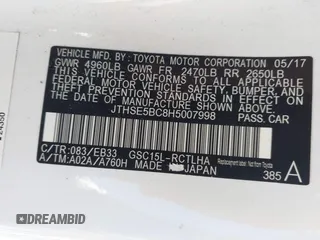 VEHICLE MFD. BY: TOYOTA MOTOR CORPORATION 05/17
GVWR 4960LB GAWR FR 2470LB RR 2650LB
THIS VEHICLE CONFORMS TO ALL APPLICABLE FEDERAL MOTOR VEHICLE SAFETY, BUMPER, AND THEFT PREVENTION STANDARDS IN EFFECT ON THE DATE OF MANUFACTURE SHOWN ABOVE.
JTHSE5BC8H5007998 PASS. CAR
C/TR:083/EB33 GSC15L-RCTLHA
A/TM:A02A/A760H MADE JAPAN 385 A
DREAMBID